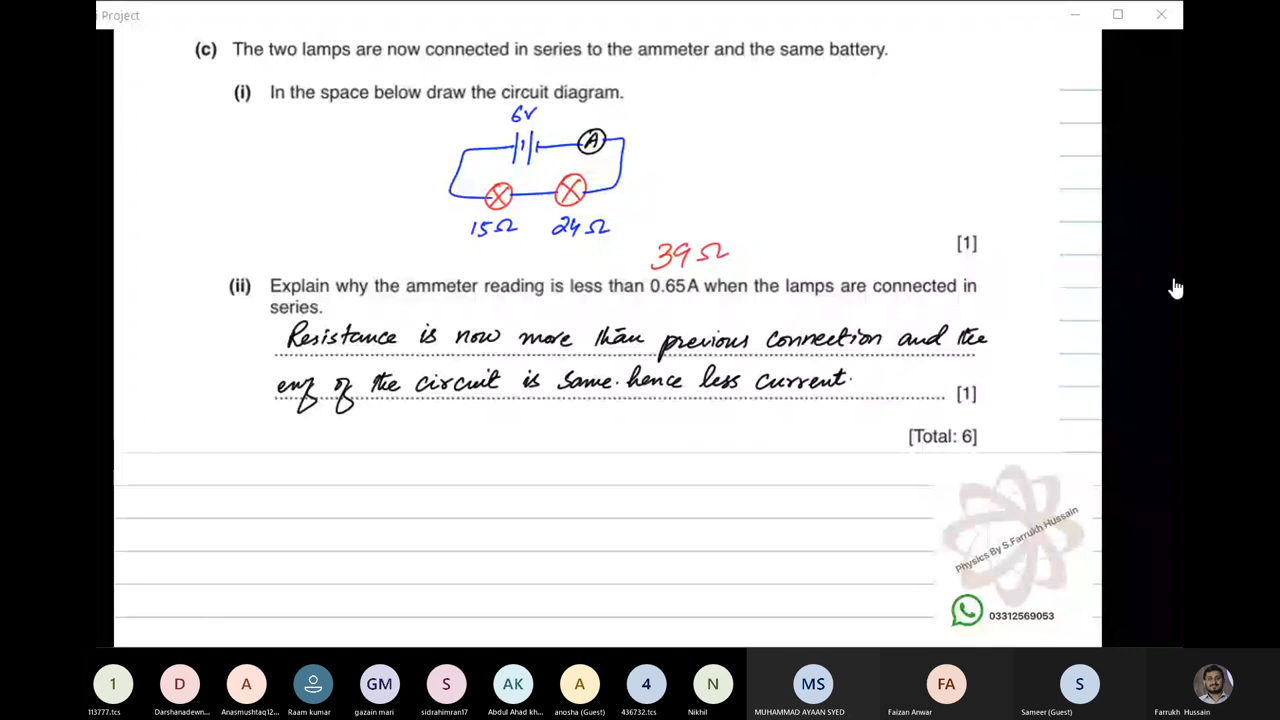 Project
(c) The two lamps are now connected in series to the ammeter and the same battery.
(i) In the space below draw the circuit diagram.
6V
A
15Ω 24Ω
39Ω
[1]
(ii) Explain why the ammeter reading is less than 0.65A when the lamps are connected in
series.
Resistance is now more than previous connection and the
emf of the circuit is same. hence less current.
[1]
[Total: 6]
Physics By S.Farrukh Hussain
03312569053
1 D A GM S AK A 4 N MS FA S
113777.tcs Darshanadewn... Anasmushtaq12... Raam kumar gazain mari sidrahimran17 Abdul Ahad kh... anosha (Guest) 436732.tcs Nikhil MUHAMMAD AYAAN SYED Faizan Anwar Sameer (Guest) Farrukh Hussain